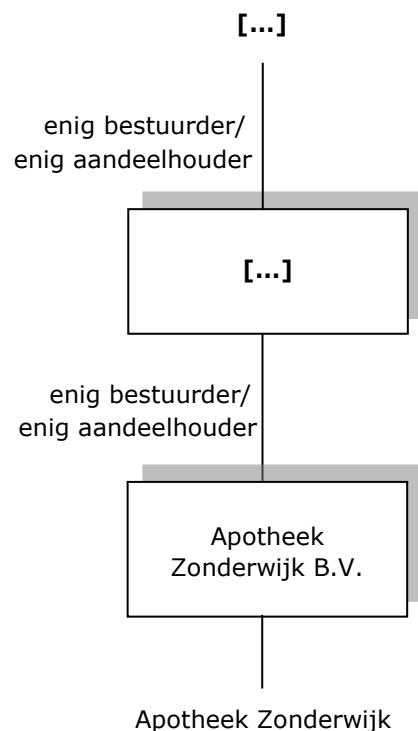 [...]
enig bestuurder/
enig aandeelhouder
[...]
enig bestuurder/
enig aandeelhouder
Apotheek
Zonderwijk B.V.
Apotheek Zonderwijk